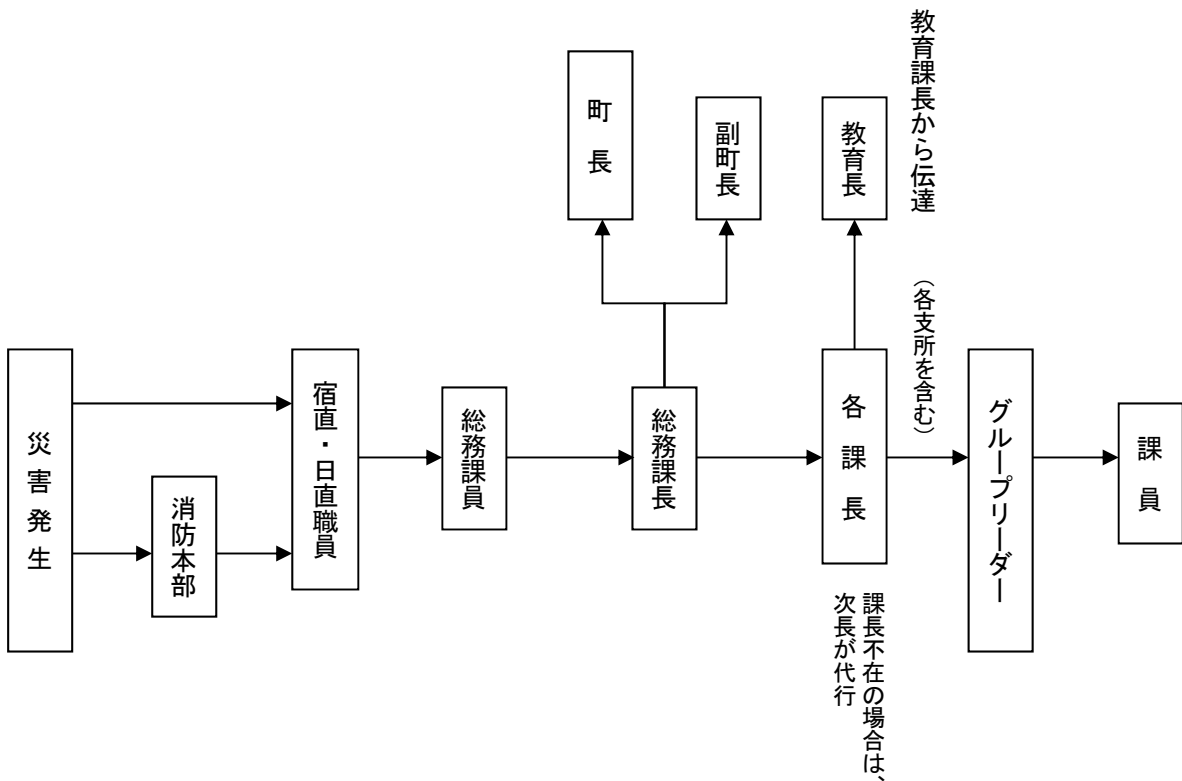 災害発生
消防本部
宿直・日直職員
総務課員
総務課長
町長
副町長
教育長
教育課長から伝達
各課長
（各支所を含む）
課長不在の場合は、
次長が代行
グループリーダー
課員